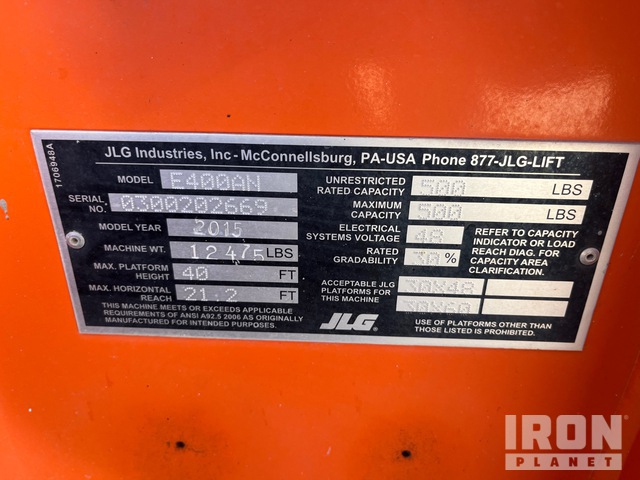 1706948A
JLG Industries, Inc - McConnellsburg, PA-USA Phone 877-JLG-LIFT
MODEL E400AN
SERIAL NO. 0300202669
MODEL YEAR 2015
MACHINE WT. 12475 LBS
MAX. PLATFORM HEIGHT 40 FT
MAX. HORIZONTAL REACH 21.2 FT
THIS MACHINE MEETS OR EXCEEDS APPLICABLE
REQUIREMENTS OF ANSI A92.5 2006 AS ORIGINALLY
MANUFACTURED FOR INTENDED PURPOSES.
UNRESTRICTED RATED CAPACITY 500 LBS
MAXIMUM CAPACITY 500 LBS
ELECTRICAL SYSTEMS VOLTAGE 48
RATED GRADABILITY 30 %
REFER TO CAPACITY
INDICATOR OR LOAD
REACH DIAG. FOR
CAPACITY AREA
CLARIFICATION.
ACCEPTABLE JLG
PLATFORMS FOR
THIS MACHINE
30X48
30X60
JLG
USE OF PLATFORMS OTHER THAN
THOSE LISTED IS PROHIBITED.
IRON
PLANET